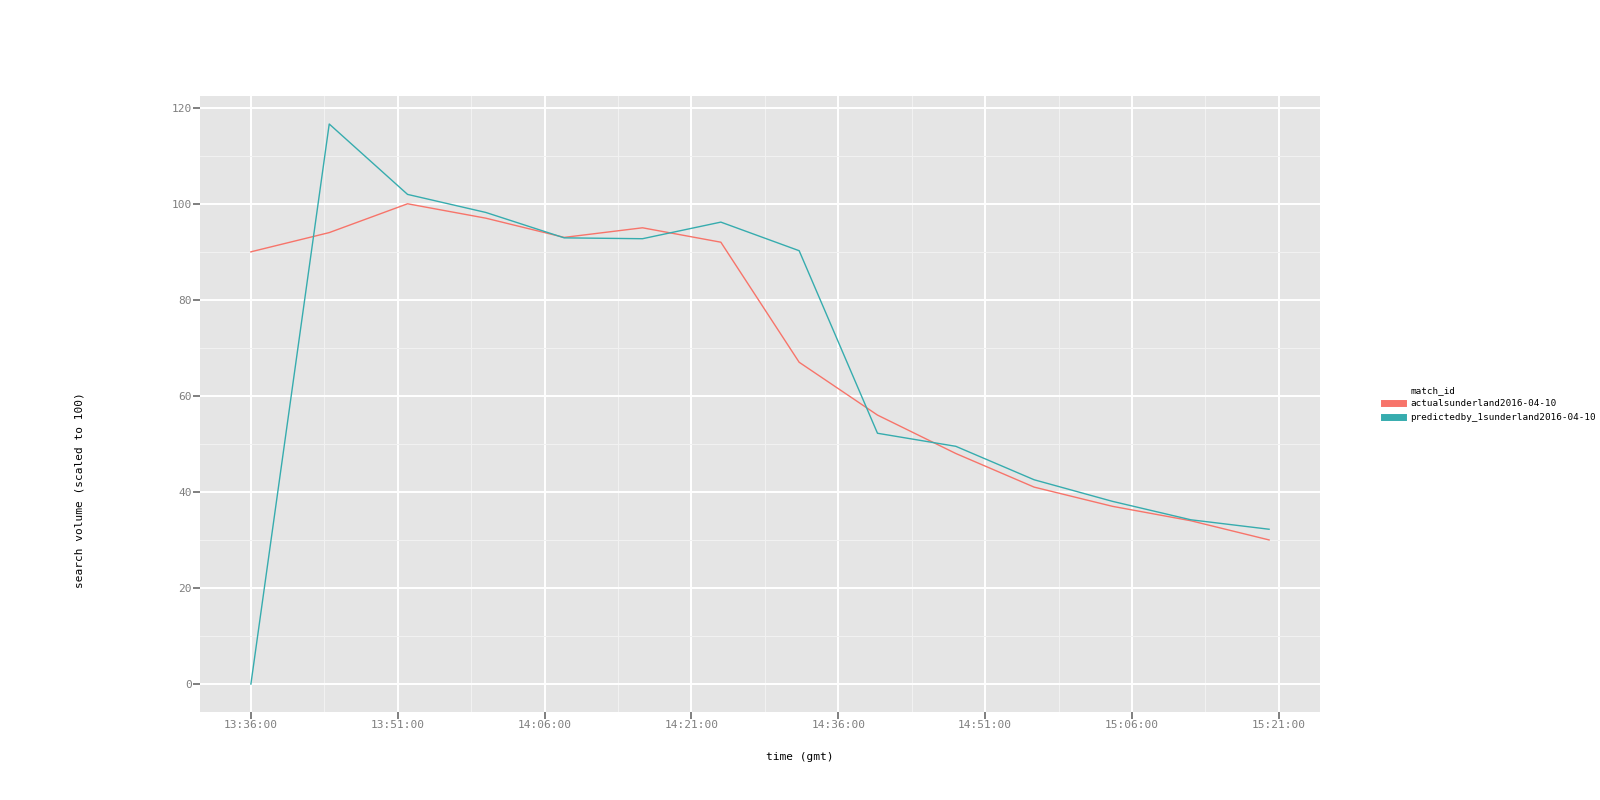 120
100
80
60
40
20
0
search volume (scaled to 100)
13:36:00 13:51:00 14:06:00 14:21:00 14:36:00 14:51:00 15:06:00 15:21:00
time (gmt)
match_id
actualsunderland2016-04-10
predictedby_1sunderland2016-04-10